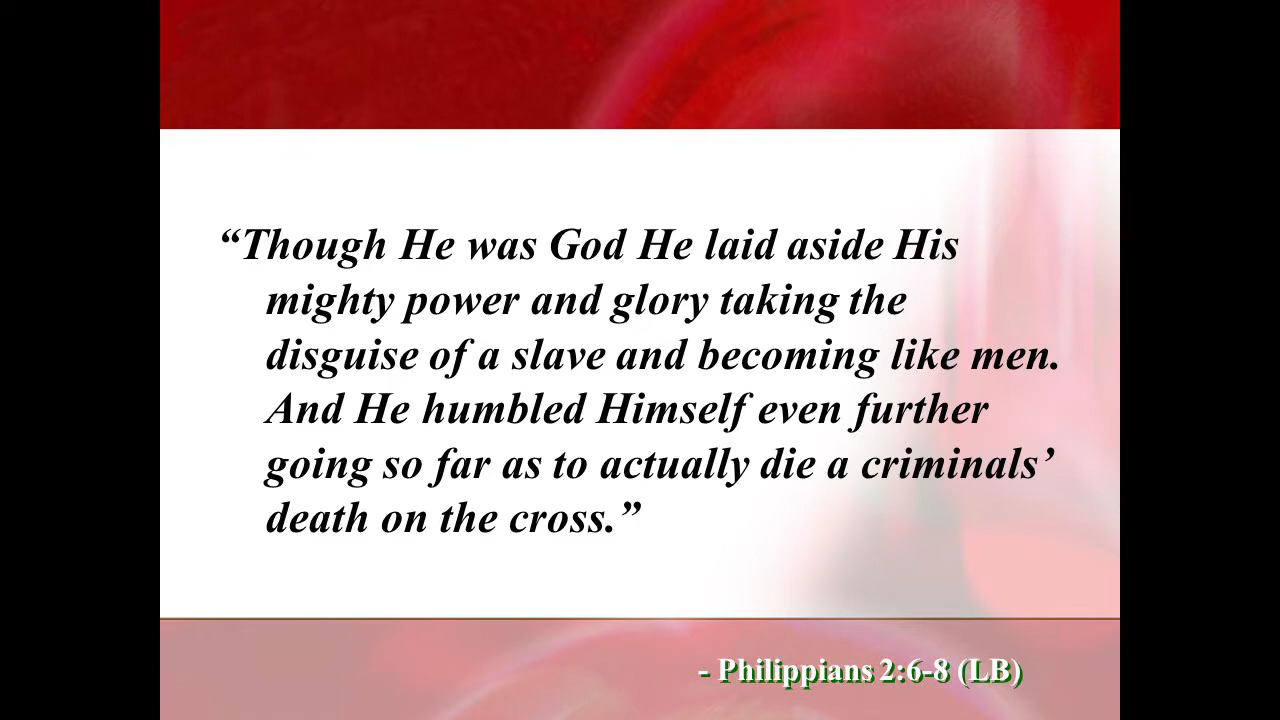 “Though He was God He laid aside His
mighty power and glory taking the
disguise of a slave and becoming like men.
And He humbled Himself even further
going so far as to actually die a criminals’
death on the cross.”
- Philippians 2:6-8 (LB)